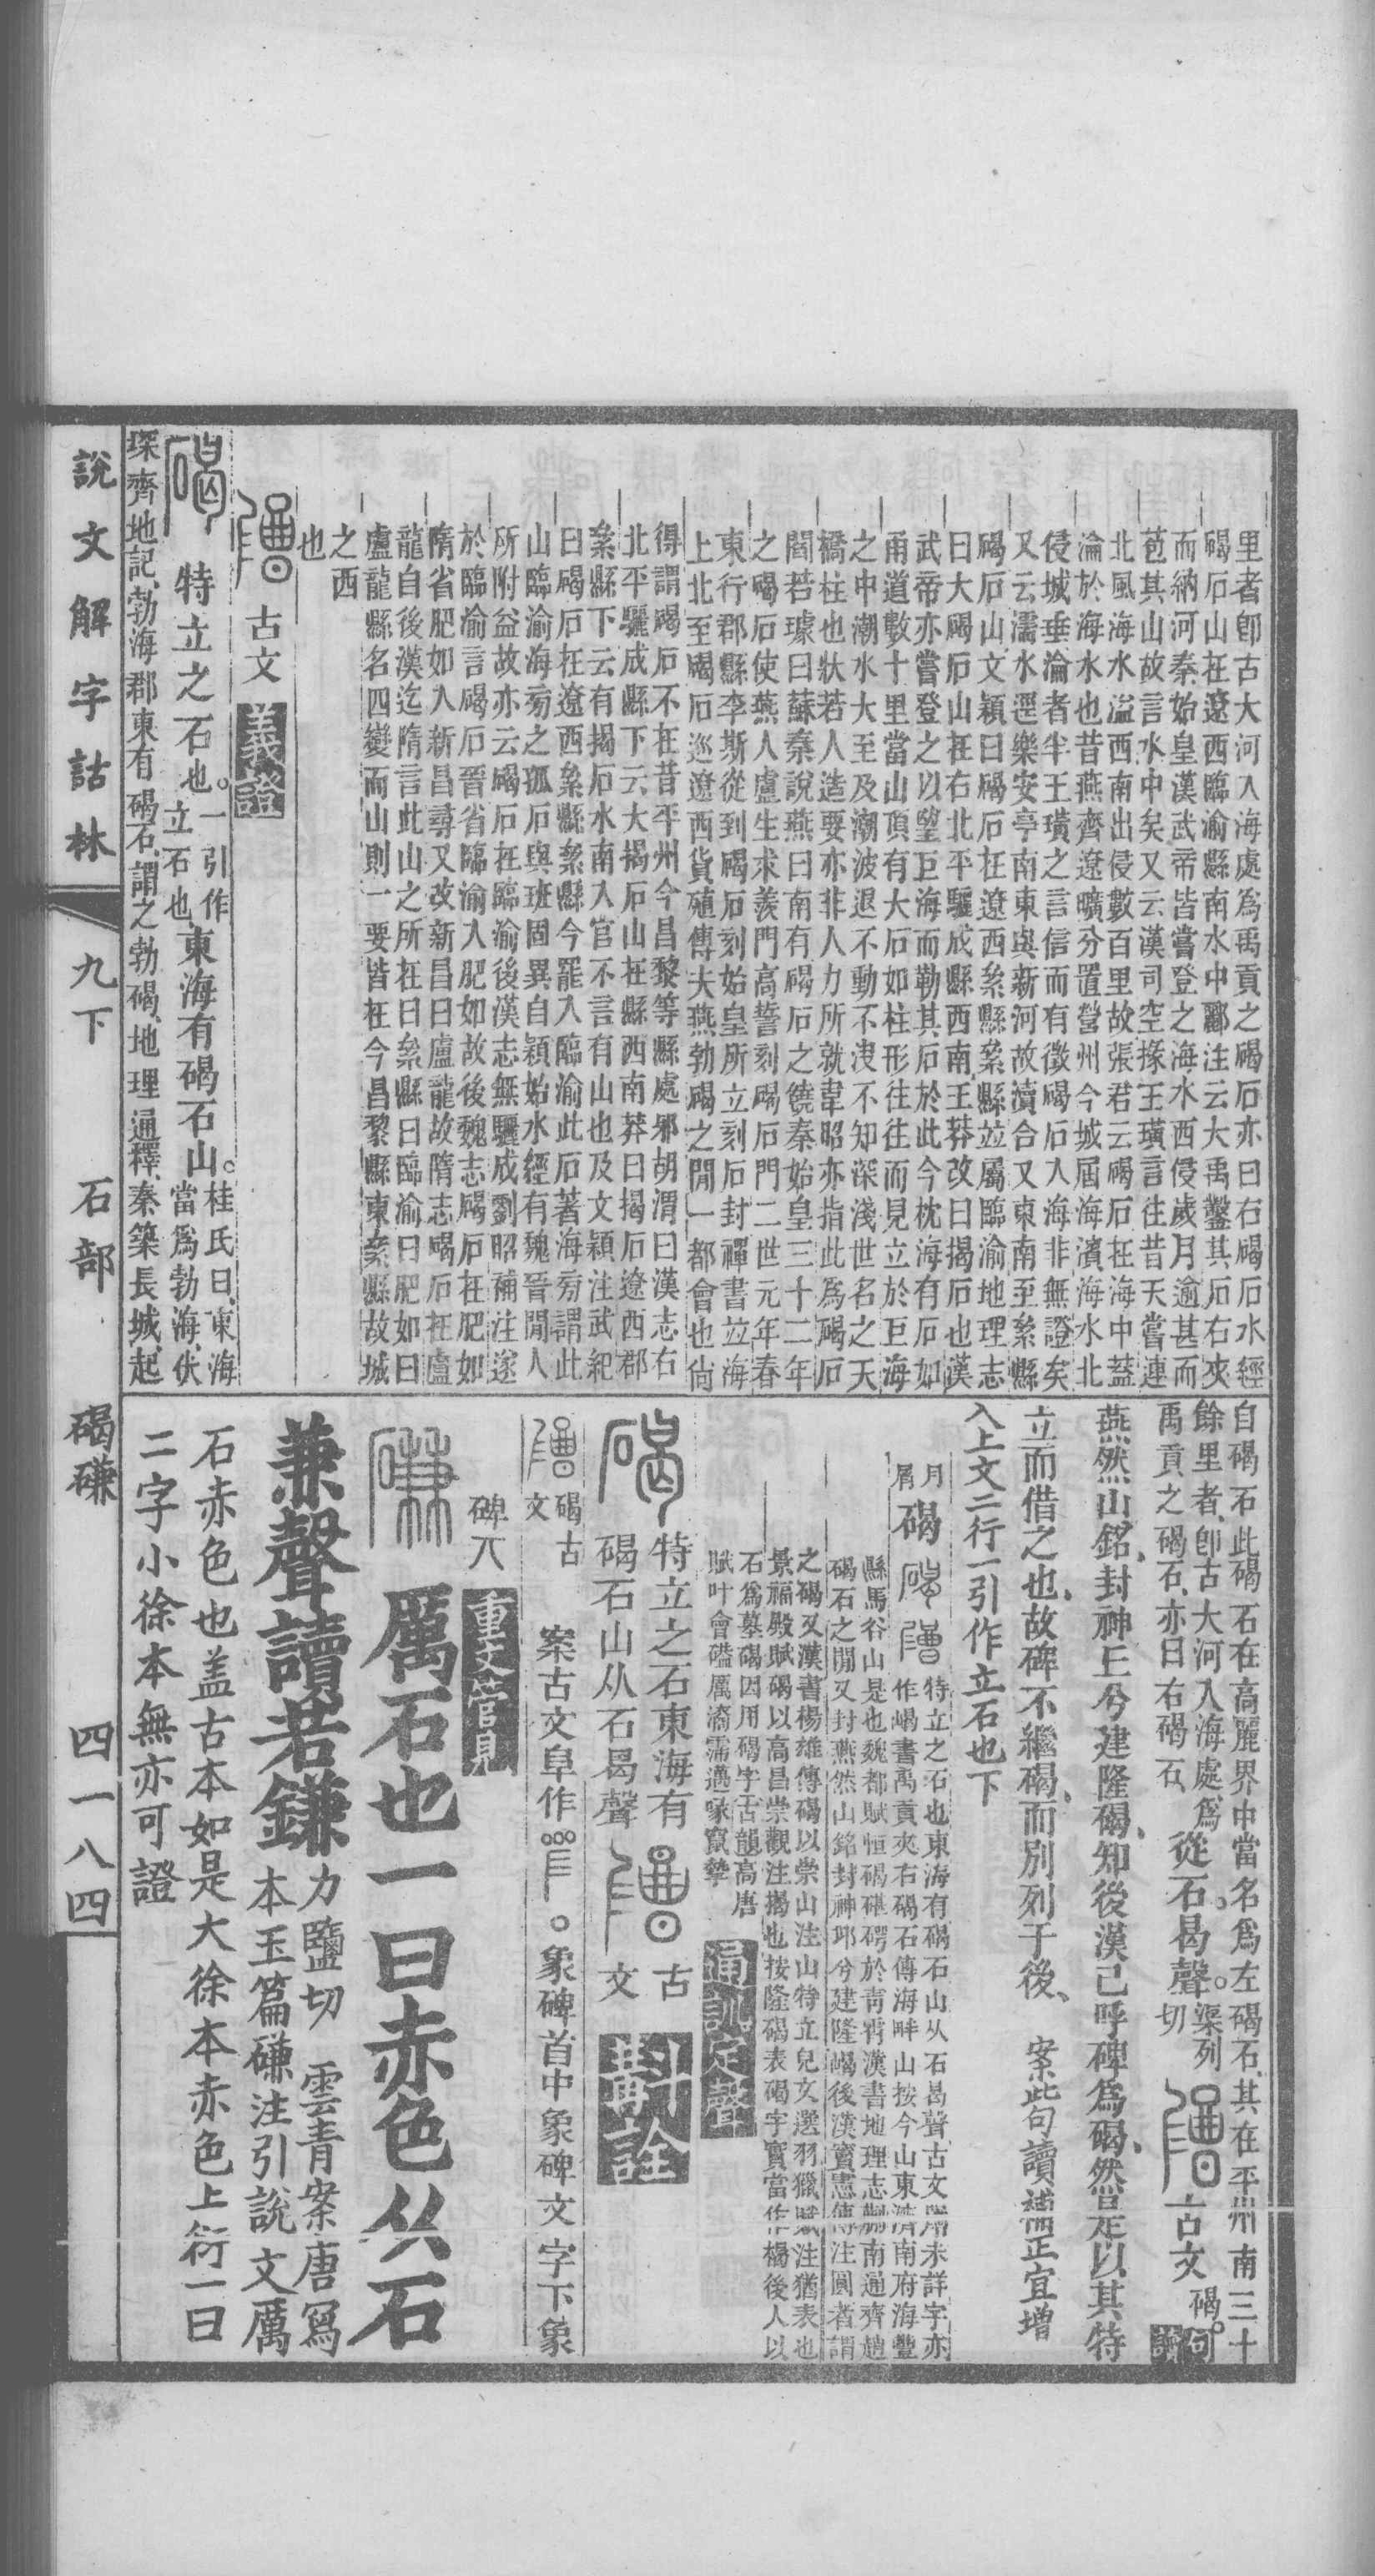 里者卽古大河入海處爲禹貢之碣石亦曰右碣石水經
碣石山在遼西臨渝縣南水中酈注云大禹鑿其石右夾
而納河秦始皇漢武帝皆嘗登之海水西侵歲月逾甚而
苞其山故言水中矣又云漢司空掾王璜言往昔天嘗連
北風海水溢西南出侵數百里故張君云碣石在海中蓋
淪於海水也昔燕齊遼曠分置營州今城屆海濱海水北
侵城垂淪者半王璜之言信而有徵碣石入海非無證矣
又云濡水逕樂安亭南東與新河故瀆合又東南至絫縣
碣石山文穎曰碣石在遼西絫縣絫縣竝屬臨渝地理志
曰大碣石山在右北平驪成縣西南王莽改曰揭石也漢
武帝亦嘗登之以望巨海而勒其石於此今枕海有石如
甬道數十里當山頂有大石如柱形往往而見立於巨海
之中潮水大至及潮波退不動不沒不知深淺世名之天
橋柱也狀若人造要亦非人力所就韋昭亦指此爲碣石
閻若璩曰蘇秦說燕曰南有碣石之饒秦始皇三十二年
之碣石使燕人盧生求羨門高誓刻碣石門二世元年春
東行郡縣李斯從到碣石刻始皇所立刻石封禪書竝海
上北至碣石巡遼西貨殖傳夫燕勃碣之閒一都會也尙
得謂碣石不在昔平州今昌黎等縣處邪胡渭曰漢志右
北平驪成縣下云大揭石山在縣西南莽曰揭石遼西郡
絫縣下云有揭石水南入官不言有山也及文穎注武紀
曰碣石在遼西絫縣絫縣今罷入臨渝此石著海旁謂此
山臨渝海旁之孤石與班固異自穎始水經有魏晉閒人
所附益故亦云碣石在臨渝後漢志無驪成劉昭補注遂
於臨渝言碣石晉省臨渝入肥如故後魏志碣石在肥如
隋省肥如入新昌尋又改新昌曰盧龍故隋志碣石在盧
龍自後漢迄隋言此山之所在曰絫縣曰臨渝曰肥如曰
盧龍縣名四變而山則一要皆在今昌黎縣東絫縣故城
之西
也
古文 義證
碣 特立之石也。一引作立石也、東海有碣石山。桂氏曰、東海當爲勃海、伏
琛齊地記、勃海郡東有碣石、謂之勃碣、地理通釋、秦築長城、起
自碣石此碣石在高麗界中當名爲左碣石、其在平州南三十
餘里者、卽古大河入海處、爲
禹貢之碣石、亦曰右碣石、從石曷聲。渠列切 古文碣。句讀
燕然山銘、封神丘兮建隆碣、知後漢已呼碑爲碣、然是以其特
立而借之也、故碑不繼碣、而別列于後、 案此句讀補正宜增
入上文二行一引作立石也下
月屑 碣 特立之石也東海有碣石山从石曷聲古文𨻰未詳字亦
作嵑書禹貢夾右碣石傳海畔山按今山東濟南府海豐
縣馬谷山是也魏都賦恒碣碪碍於靑霄漢書地理志勮南通齊趙
碣石之閒又封燕然山銘封神邱兮建隆嵑後漢竇憲傳注圓者謂
之碣又漢書楊雄傳碣以崇山注山特立皃文選羽獵賦注猶表也
景福殿賦碣以高昌崇觀注揭也按隆碣表碣字實當作楬後人以
石爲墓碣因用碣字古韻高唐
賦叶會磕厲滴霈邁喙竄摯 通訓定聲
碣 特立之石東海有
碣石山从石曷聲 古文 斠詮
碣古文 案古文阜作 。象碑首中象碑文字下象
碑丌 重文管見
厲石也一曰赤色从石
兼聲讀若鎌 力鹽切 雲青案唐寫
本玉篇磏注引說文厲
石赤色也盖古本如是大徐本赤色上衍一曰
二字小徐本無亦可證
說文解字詁林 九下 石部 碣磏 四一八四